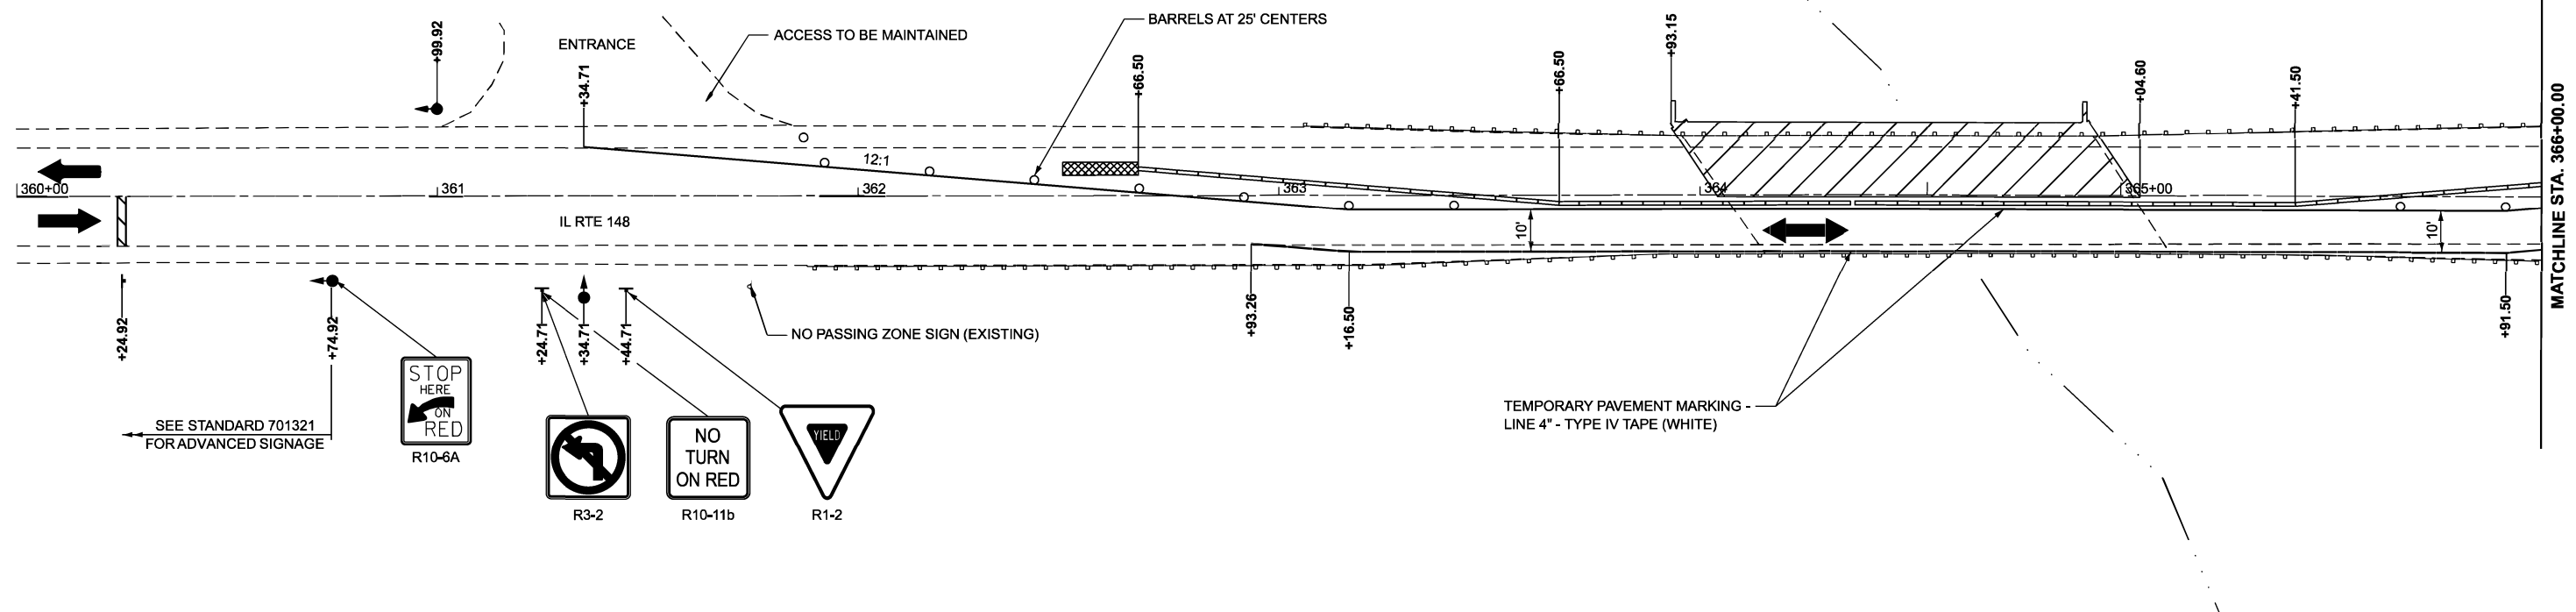 +99.92
ENTRANCE
+34.71
ACCESS TO BE MAINTAINED
BARRELS AT 25' CENTERS
+66.50
+66.50
+93.15
+04.60
+41.50
MATCHLINE STA. 366+00.00
12:1
360+00
361
362
363
364
365+00
IL RTE 148
10'
10'
+24.92
+74.92
+24.71
+34.71
+44.71
NO PASSING ZONE SIGN (EXISTING)
+93.26
+16.50
+91.50
SEE STANDARD 701321
FOR ADVANCED SIGNAGE
STOP
HERE
ON
RED
R10-6A
R3-2
NO
TURN
ON RED
R10-11b
YIELD
R1-2
TEMPORARY PAVEMENT MARKING -
LINE 4" - TYPE IV TAPE (WHITE)